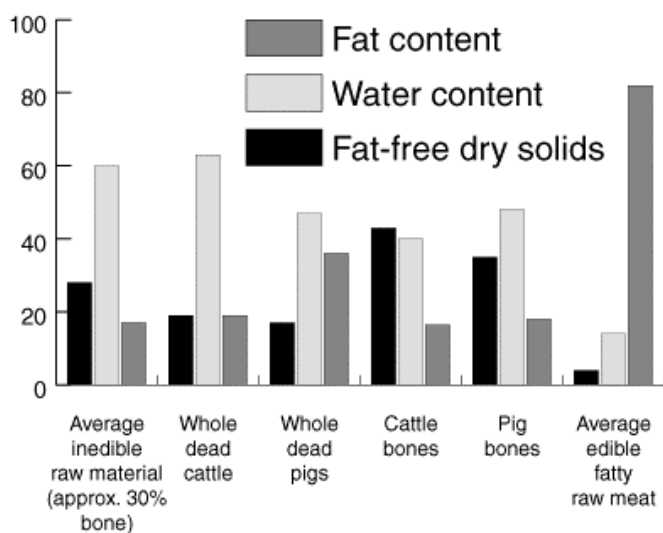 100
80
60
40
20
0
Fat content
Water content
Fat-free dry solids
Average
inedible
raw material
(approx. 30%
bone)
Whole
dead
cattle
Whole
dead
pigs
Cattle
bones
Pig
bones
Average
edible
fatty
raw meat